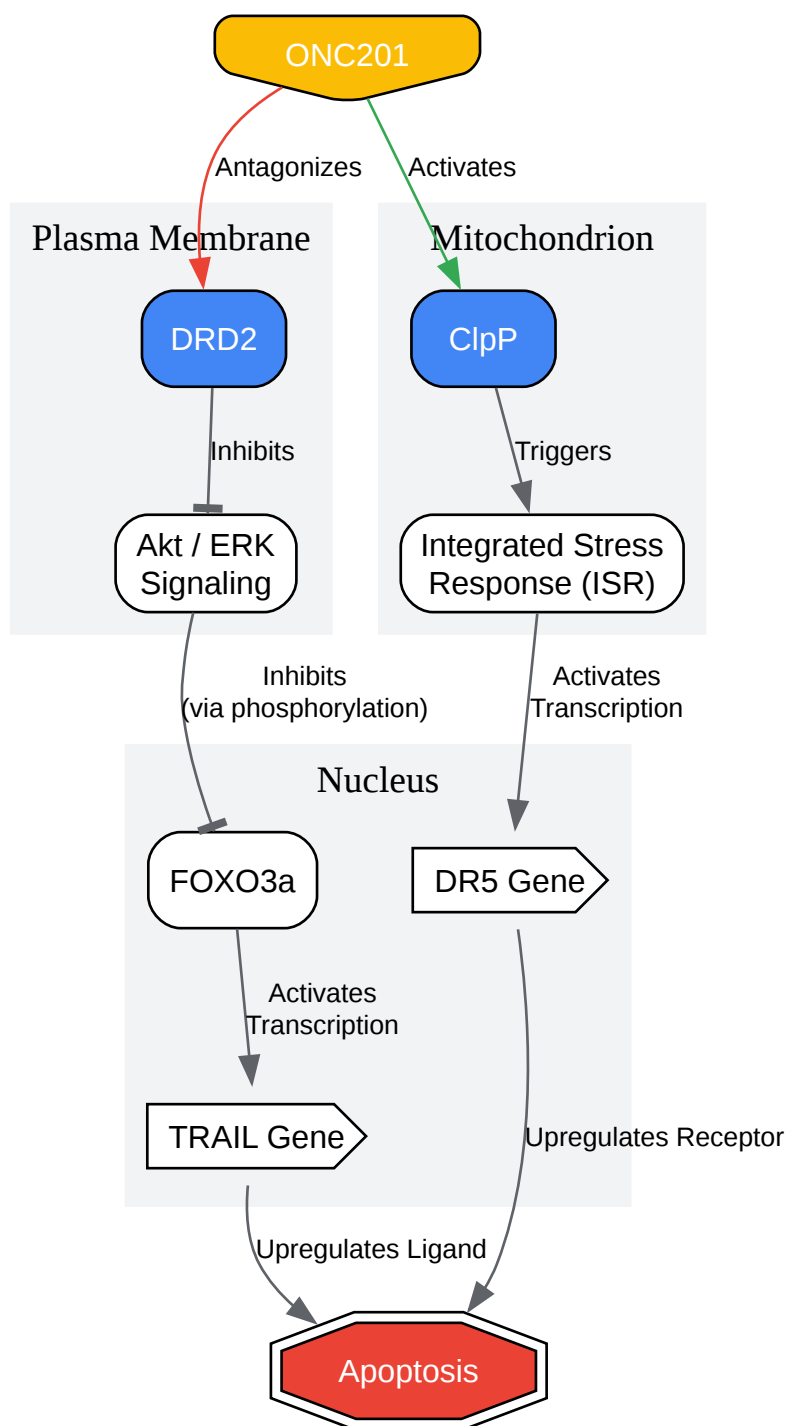 ONC201
Antagonizes
Activates
Plasma Membrane
Mitochondrion
DRD2
ClpP
Inhibits
Triggers
Akt / ERK
Signaling
Integrated Stress
Response (ISR)
Inhibits
(via phosphorylation)
Activates
Transcription
Nucleus
FOXO3a
DR5 Gene
Activates
Transcription
TRAIL Gene
Upregulates Receptor
Upregulates Ligand
Apoptosis